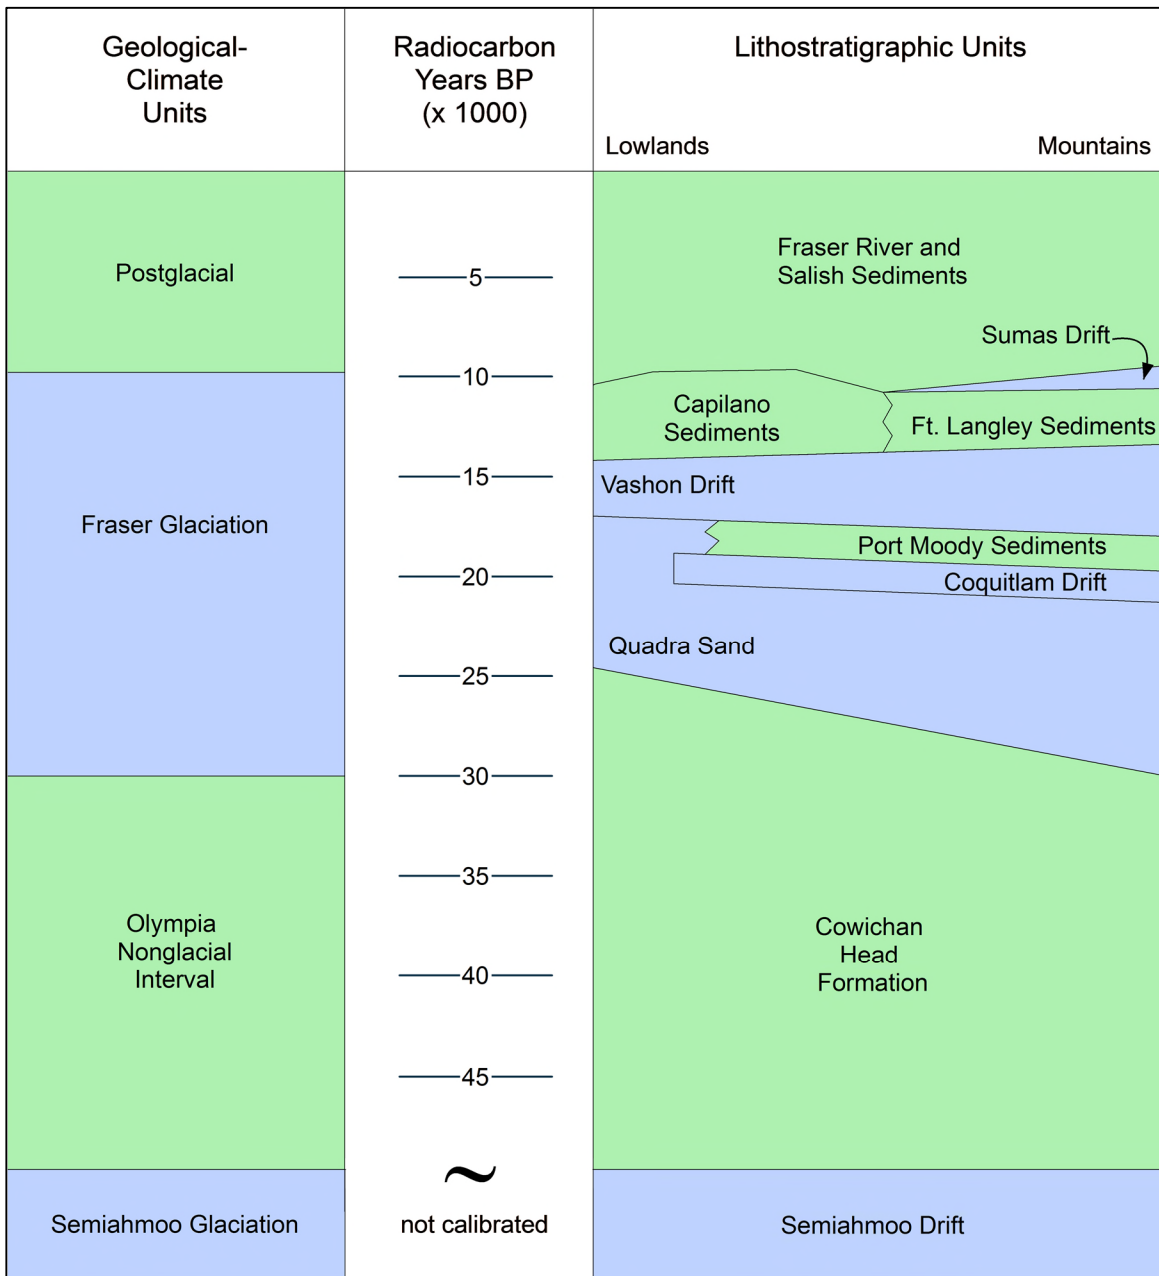 Geological-
Climate
Units
Radiocarbon
Years BP
(x 1000)
Lithostratigraphic Units
Lowlands
Mountains
Postglacial
Fraser Glaciation
Olympia
Nonglacial
Interval
Semiahmoo Glaciation
5
10
15
20
25
30
35
40
45
~
not calibrated
Fraser River and
Salish Sediments
Sumas Drift
Capilano
Sediments
Ft. Langley Sediments
Vashon Drift
Port Moody Sediments
Coquitlam Drift
Quadra Sand
Cowichan
Head
Formation
Semiahmoo Drift